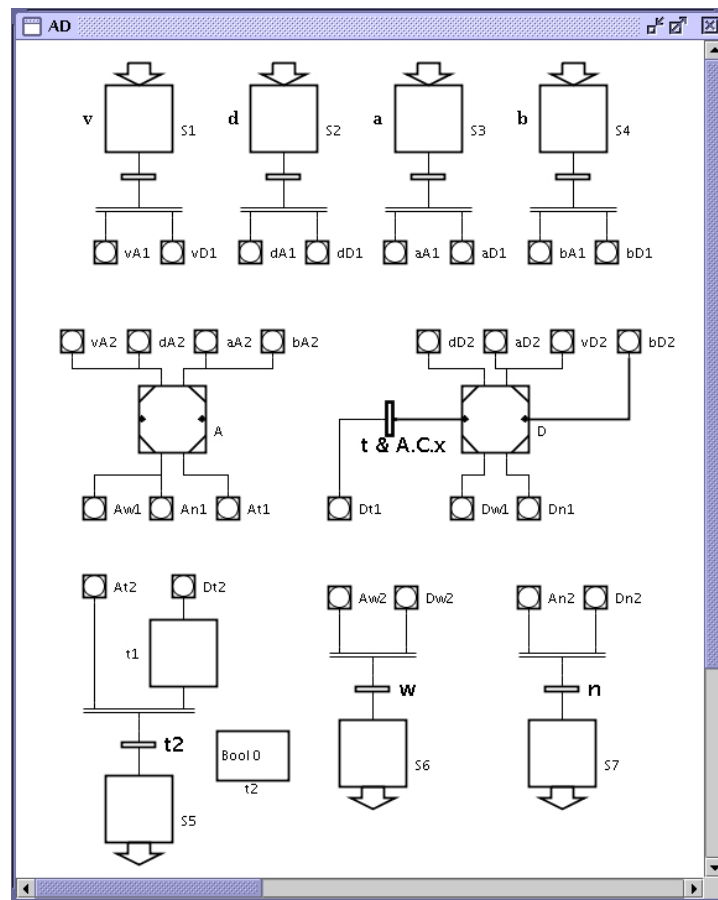 AD
v S1 d S2 a S3 b S4
vA1 vD1 dA1 dD1 aA1 aD1 bA1 bD1
vA2 dA2 aA2 bA2 dD2 aD2 vD2 bD2
A D
t & A.C.x
Aw1 An1 At1 Dt1 Dw1 Dn1
At2 Dt2 Aw2 Dw2 An2 Dn2
t1
w n
t2
Bool 0
S6 S7
t2
S5